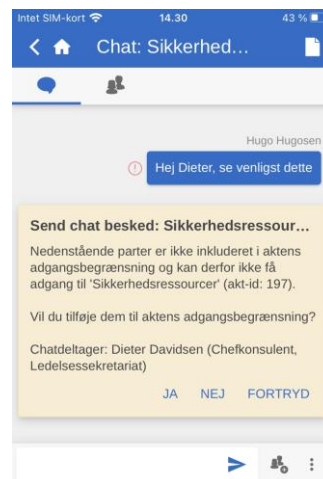 Intet SIM-kort 14.30 43 %
Chat: Sikkerhed...
Hugo Hugosen
Hej Dieter, se venligst dette
Send chat besked: Sikkerhedsressour...
Nedenstående parter er ikke inkluderet i aktens
adgangsbegrænsning og kan derfor ikke få
adgang til 'Sikkerhedsressourcer' (akt-id: 197).
Vil du tilføje dem til aktens adgangsbegrænsning?
Chatdeltager: Dieter Davidsen (Chefkonsulent,
Ledelsessekretariat)
JA NEJ FORTRYD